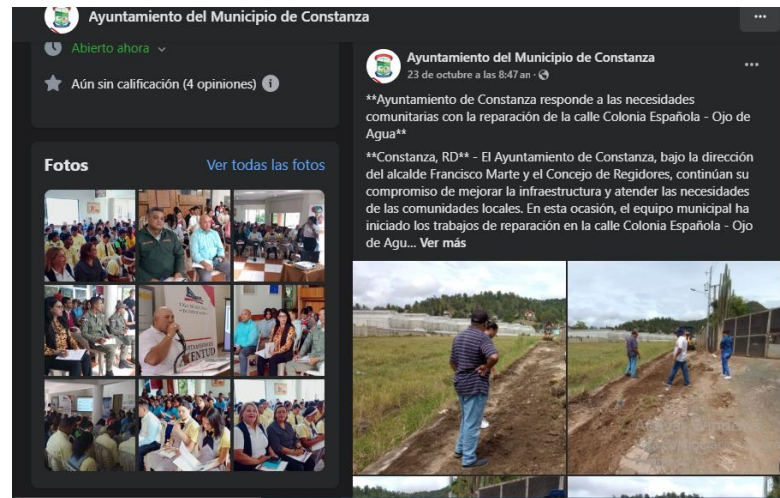 Ayuntamiento del Municipio de Constanza
Abierto ahora
Aún sin calificación (4 opiniones)
Fotos
Ver todas las fotos
Ayuntamiento del Municipio de Constanza
23 de octubre a las 8:47 am ·
**Ayuntamiento de Constanza responde a las necesidades
comunitarias con la reparación de la calle Colonia Española - Ojo de
Agua**
**Constanza, RD** - El Ayuntamiento de Constanza, bajo la dirección
del alcalde Francisco Marte y el Concejo de Regidores, continúan su
compromiso de mejorar la infraestructura y atender las necesidades
de las comunidades locales. En esta ocasión, el equipo municipal ha
iniciado los trabajos de reparación en la calle Colonia Española - Ojo
de Agu... Ver más